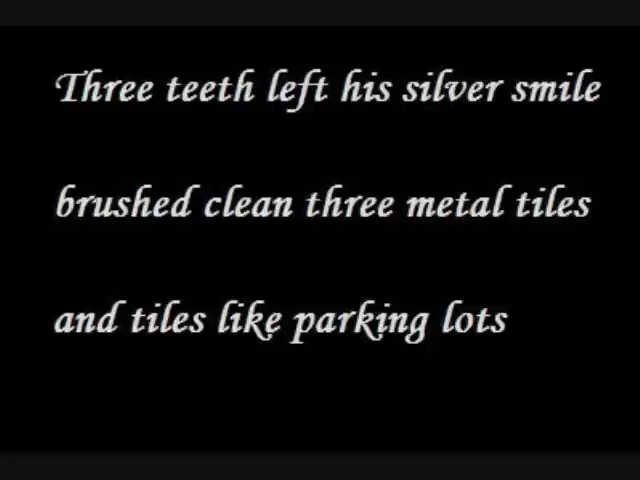 Three teeth left his silver smile
brushed clean three metal tiles
and tiles like parking lots